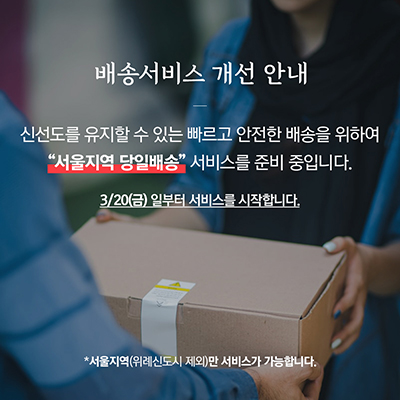 배송서비스 개선 안내
신선도를 유지할 수 있는 빠르고 안전한 배송을 위하여
“서울지역 당일배송” 서비스를 준비 중입니다.
3/20(금) 일부터 서비스를 시작합니다.
*서울지역(위례신도시 제외)만 서비스가 가능합니다.